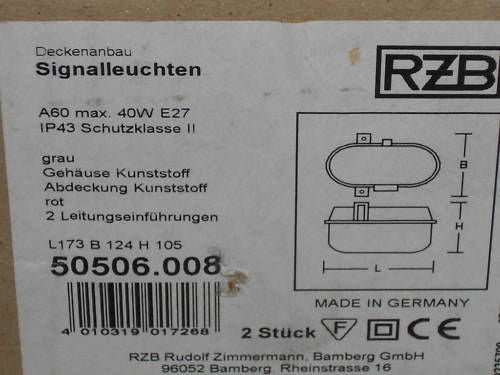 Deckenanbau
Signalleuchten
RZB
A60 max. 40W E27
IP43 Schutzklasse II
grau
Gehäuse Kunststoff
Abdeckung Kunststoff
rot
2 Leitungseinführungen
B
H
L
L173 B 124 H 105
50506.008
MADE IN GERMANY
4 010319 017268
2 Stück
F
CE
RZB Rudolf Zimmermann, Bamberg GmbH
96052 Bamberg, Rheinstrasse 16